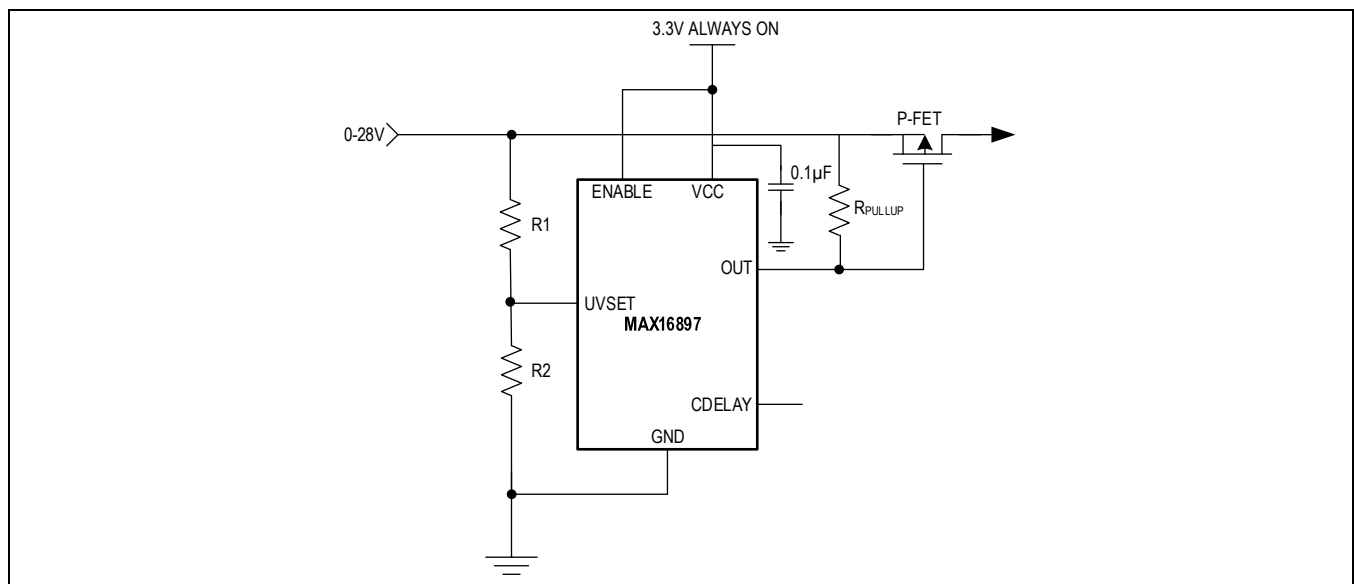 3.3V ALWAYS ON
0-28V
P-FET
ENABLE
VCC
0.1µF
R1
RPULLUP
OUT
UVSET
MAX16897
R2
CDELAY
GND